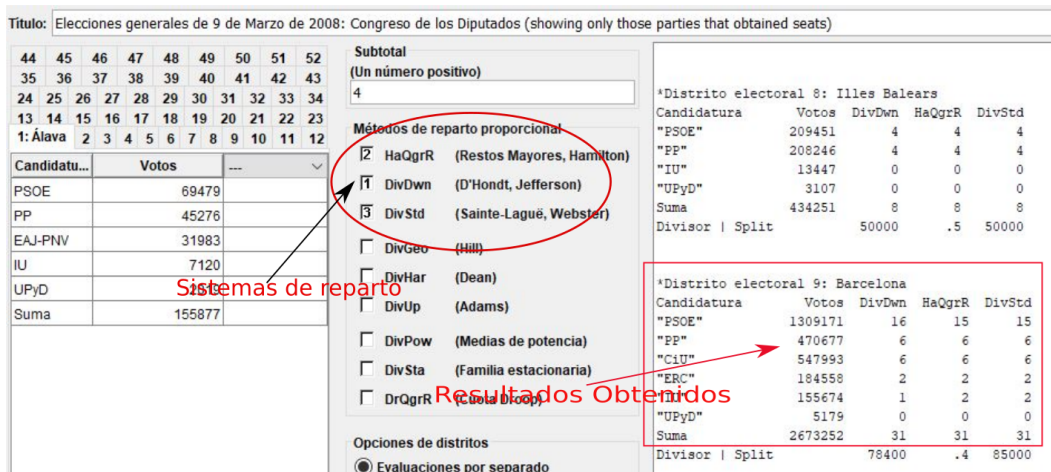 Título: Elecciones generales de 9 de Marzo de 2008: Congreso de los Diputados (showing only those parties that obtained seats)
44 45 46 47 48 49 50 51 52
35 36 37 38 39 40 41 42 43
24 25 26 27 28 29 30 31 32 33 34
13 14 15 16 17 18 19 20 21 22 23
1: Álava 2 3 4 5 6 7 8 9 10 11 12
Candidatu... Votos ---
PSOE 69479
PP 45276
EAJ-PNV 31983
IU 7120
UPyD
Suma 155877
Sistemas de reparto
Subtotal
(Un número positivo)
4
Métodos de reparto proporcional
2 HaQgrR (Restos Mayores, Hamilton)
1 DivDwn (D'Hondt, Jefferson)
3 DivStd (Sainte-Laguë, Webster)
DivGeo (Hill)
DivHar (Dean)
DivUp (Adams)
DivPow (Medias de potencia)
DivSta (Familia estacionaria)
DrQgrR (Cuota Droop)
Resultados Obtenidos
Opciones de distritos
Evaluaciones por separado
*Distrito electoral 8: Illes Balears
Candidatura Votos DivDwn HaQgrR DivStd
"PSOE" 209451 4 4 4
"PP" 208246 4 4 4
"IU" 13447 0 0 0
"UPyD" 3107 0 0 0
Suma 434251 8 8 8
Divisor | Split 50000 .5 50000
*Distrito electoral 9: Barcelona
Candidatura Votos DivDwn HaQgrR DivStd
"PSOE" 1309171 16 15 15
"PP" 470677 6 6 6
"CiU" 547993 6 6 6
"ERC" 184558 2 2 2
"IU" 155674 1 2 2
"UPyD" 5179 0 0 0
Suma 2673252 31 31 31
Divisor | Split 78400 .4 85000